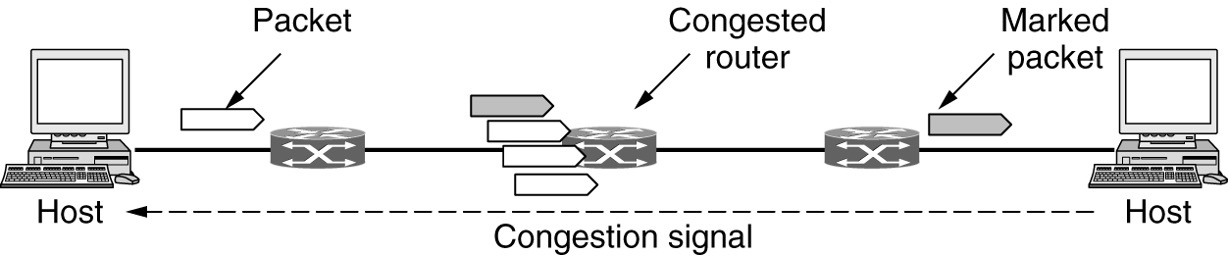 Packet
Congested
router
Marked
packet
Host
Host
Congestion signal